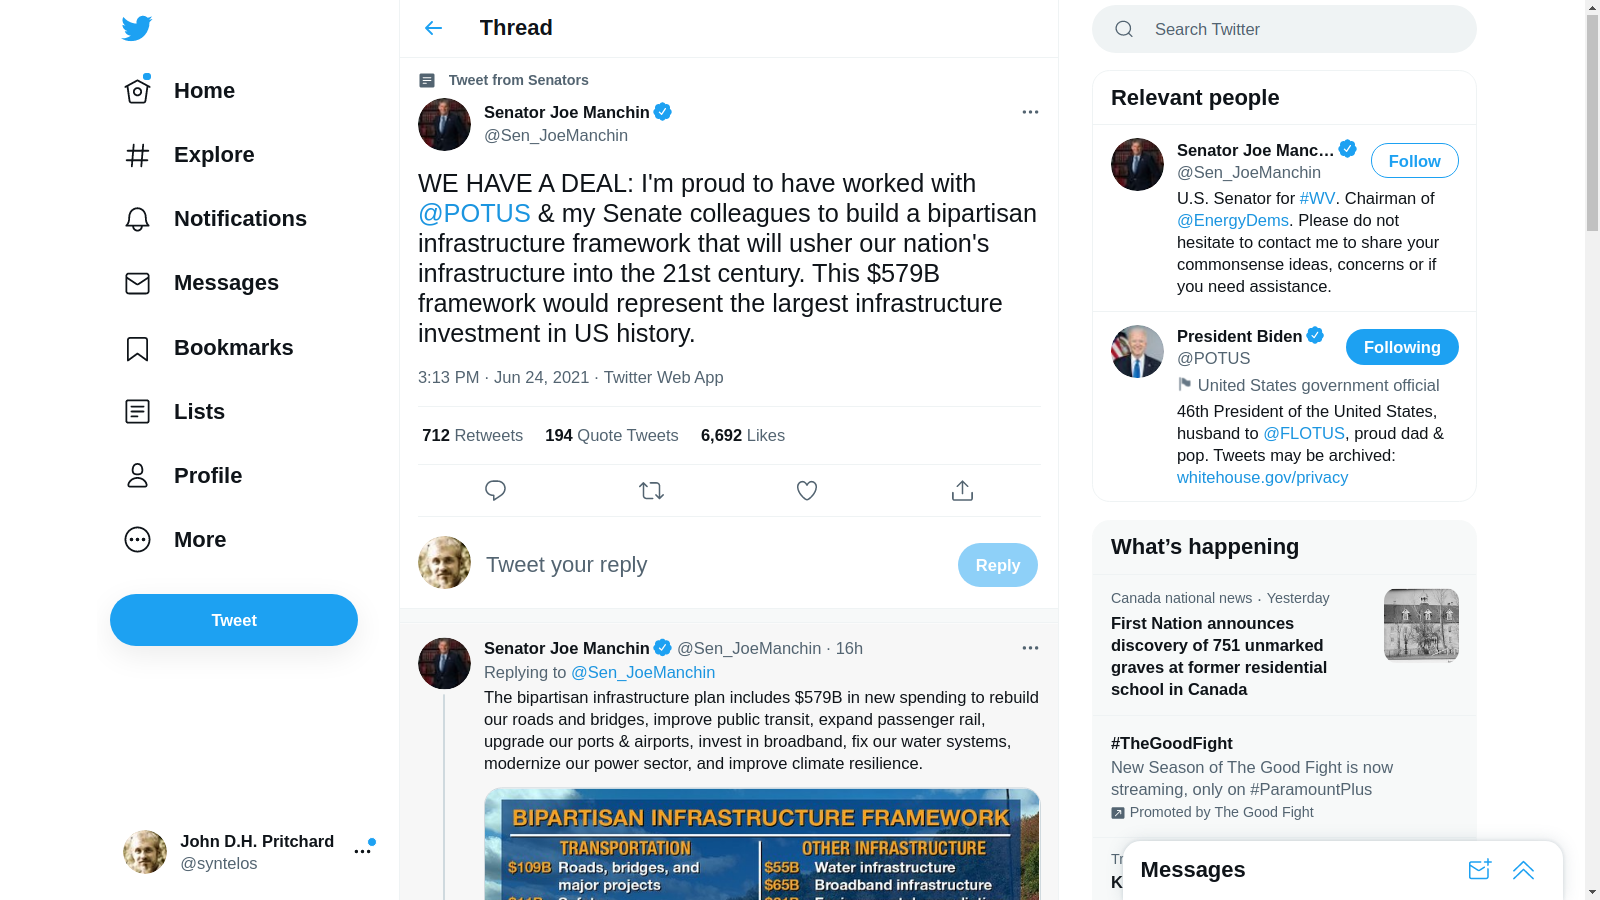 Home
Explore
Notifications
Messages
Bookmarks
Lists
Profile
More
Tweet
John D.H. Pritchard
@syntelos
Thread
Tweet from Senators
Senator Joe Manchin
@Sen_JoeManchin
WE HAVE A DEAL: I'm proud to have worked with
@POTUS & my Senate colleagues to build a bipartisan
infrastructure framework that will usher our nation's
infrastructure into the 21st century. This $579B
framework would represent the largest infrastructure
investment in US history.
3:13 PM · Jun 24, 2021 · Twitter Web App
712 Retweets 194 Quote Tweets 6,692 Likes
Tweet your reply
Reply
Senator Joe Manchin @Sen_JoeManchin · 16h
Replying to @Sen_JoeManchin
The bipartisan infrastructure plan includes $579B in new spending to rebuild
our roads and bridges, improve public transit, expand passenger rail,
upgrade our ports & airports, invest in broadband, fix our water systems,
modernize our power sector, and improve climate resilience.
BIPARTISAN INFRASTRUCTURE FRAMEWORK
TRANSPORTATION
$109B Roads, bridges, and
major projects
OTHER INFRASTRUCTURE
$55B Water infrastructure
$65B Broadband infrastructure
Search Twitter
Relevant people
Senator Joe Manc...
@Sen_JoeManchin
Follow
U.S. Senator for #WV. Chairman of
@EnergyDems. Please do not
hesitate to contact me to share your
commonsense ideas, concerns or if
you need assistance.
President Biden
@POTUS
Following
United States government official
46th President of the United States,
husband to @FLOTUS, proud dad &
pop. Tweets may be archived:
whitehouse.gov/privacy
What's happening
Canada national news · Yesterday
First Nation announces
discovery of 751 unmarked
graves at former residential
school in Canada
#TheGoodFight
New Season of The Good Fight is now
streaming, only on #ParamountPlus
Promoted by The Good Fight
Messages